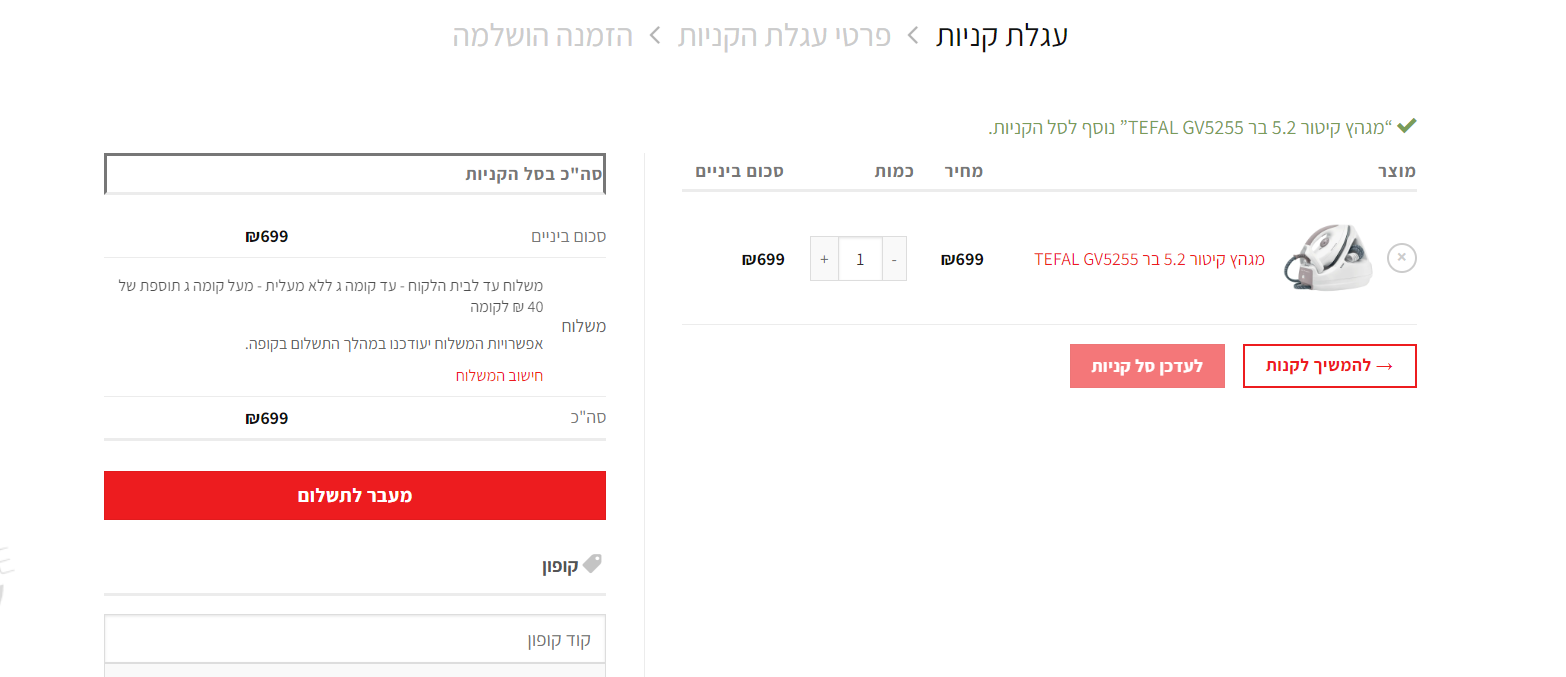 עגלת קניות > פרטי עגלת הקניות > הזמנה הושלמה
“מגהץ קיטור 5.2 בר TEFAL GV5255” נוסף לסל הקניות.
מוצר מחיר כמות סכום ביניים
× מגהץ קיטור 5.2 בר TEFAL GV5255 ₪699 - 1 + ₪699
→ להמשיך לקנות
לעדכן סל קניות
סה"כ בסל הקניות
סכום ביניים ₪699
משלוח
משלוח עד לבית הלקוח - עד קומה ג ללא מעלית - מעל קומה ג תוספת של
40 ₪ לקומה
אפשרויות המשלוח יעודכנו במהלך התשלום בקופה.
חישוב המשלוח
סה"כ ₪699
מעבר לתשלום
קופון
קוד קופון